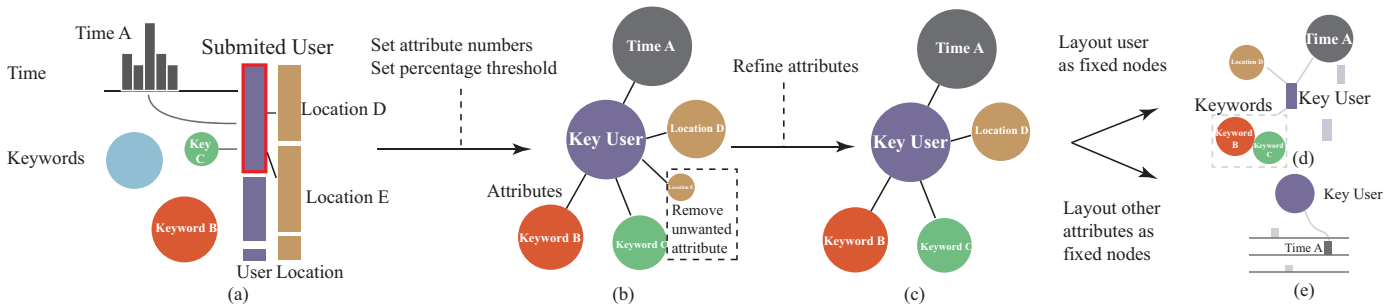 Time A
Submited User
Time
Location D
Key
C
Keywords
Location E
Keyword B
User Location
(a)
Set attribute numbers
Set percentage threshold
Time A
Key User
Location D
Attributes
Location E
Remove
unwanted
attritbute
Keyword B
Keyword C
(b)
Refine attributes
Time A
Key User
Location D
Keyword B
Keyword C
(c)
Layout user
as fixed nodes
Layout other
attributes as
fixed nodes
Time A
Location D
Key User
Keywords
Keyword
B
Keyword
C
(d)
Key User
Time A
(e)